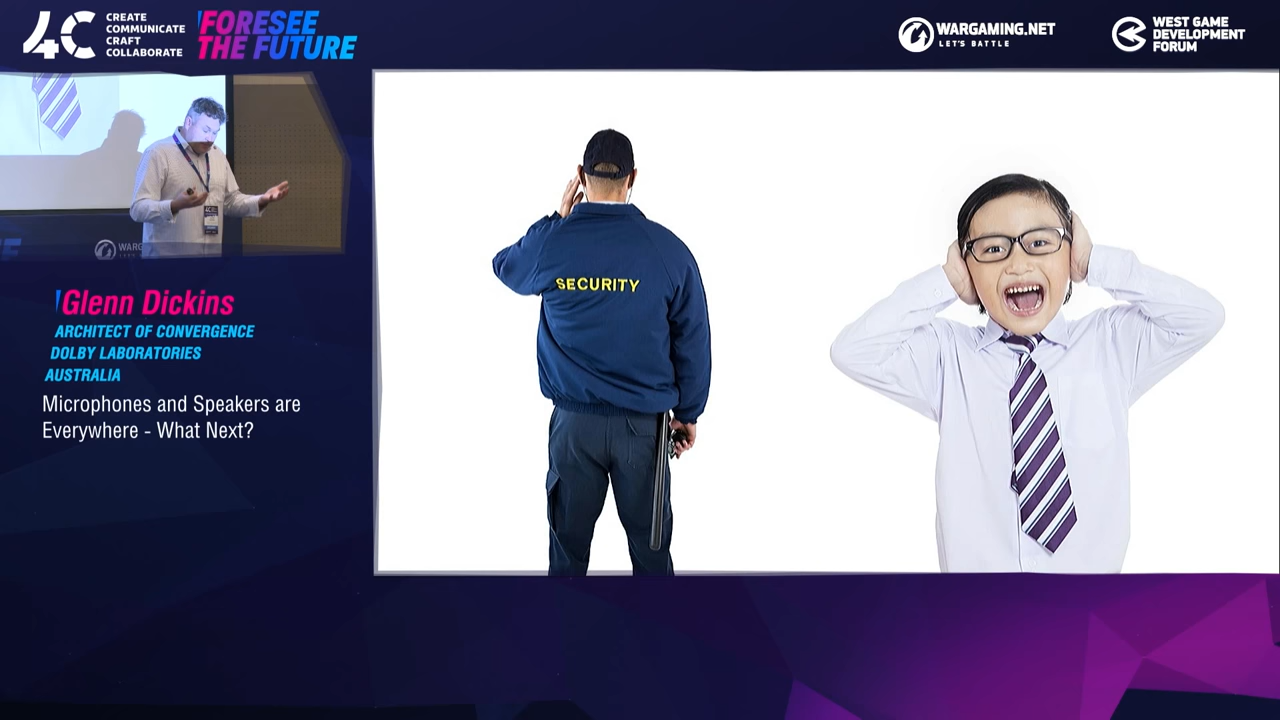 4C
CREATE
COMMUNICATE
CRAFT
COLLABORATE
FORESEE
THE FUTURE
WARGAMING.NET
LET'S BATTLE
WEST GAME
DEVELOPMENT
FORUM
WARG
Glenn Dickins
ARCHITECT OF CONVERGENCE
DOLBY LABORATORIES
AUSTRALIA
Microphones and Speakers are
Everywhere - What Next?
SECURITY